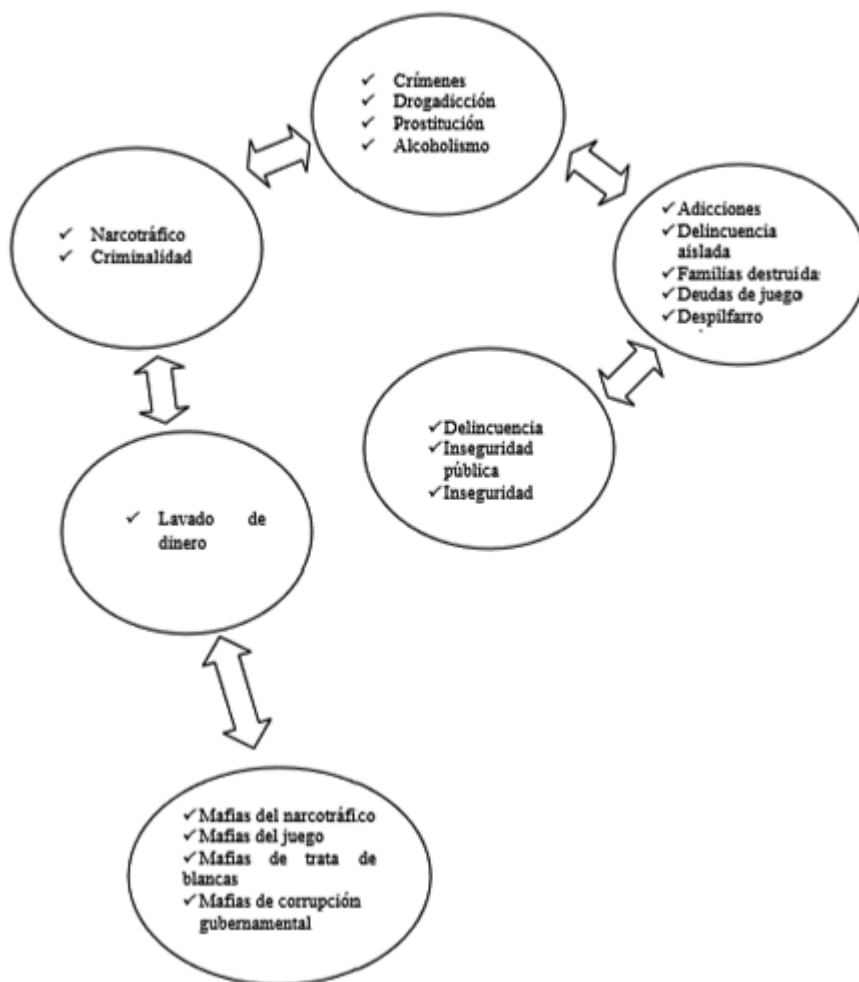 ✓ Crímenes
✓ Drogadicción
✓ Prostitución
✓ Alcoholismo
✓ Narcotráfico
✓ Criminalidad
✓ Adicciones
✓ Delincuencia
aislada
✓ Familias destruidas
✓ Deudas de juego
✓ Despilfarro
✓ Delincuencia
✓ Inseguridad
pública
✓ Inseguridad
✓ Lavado de
dinero
✓ Mafias del narcotráfico
✓ Mafias del juego
✓ Mafias de trata de
blancas
✓ Mafias de corrupción
gubernamental